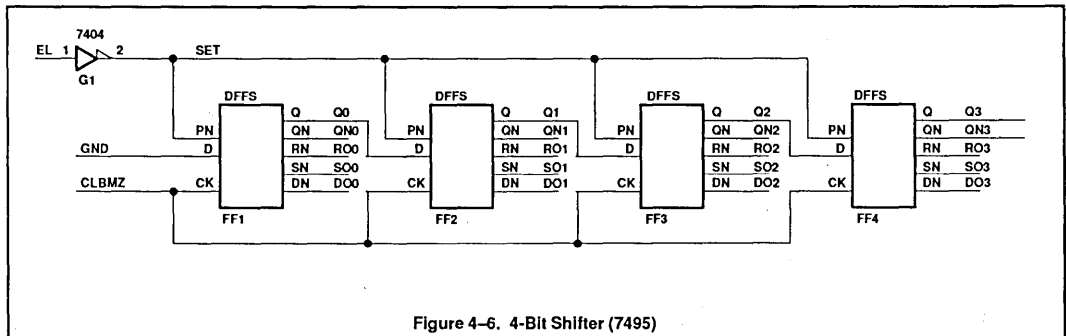 7404
EL 1 2 SET
G1
DFFS DFFS DFFS DFFS
Q Q0 Q Q1 Q Q2 Q Q3
PN QN QN0 PN QN QN1 PN QN QN2 PN QN QN3
GND D RN RO0 D RN RO1 D RN RO2 D RN RO3
SN SO0 SN SO1 SN SO2 SN SO3
CLBMZ CK DN DO0 CK DN DO1 CK DN DO2 CK DN DO3
FF1 FF2 FF3 FF4
Figure 4–6. 4-Bit Shifter (7495)